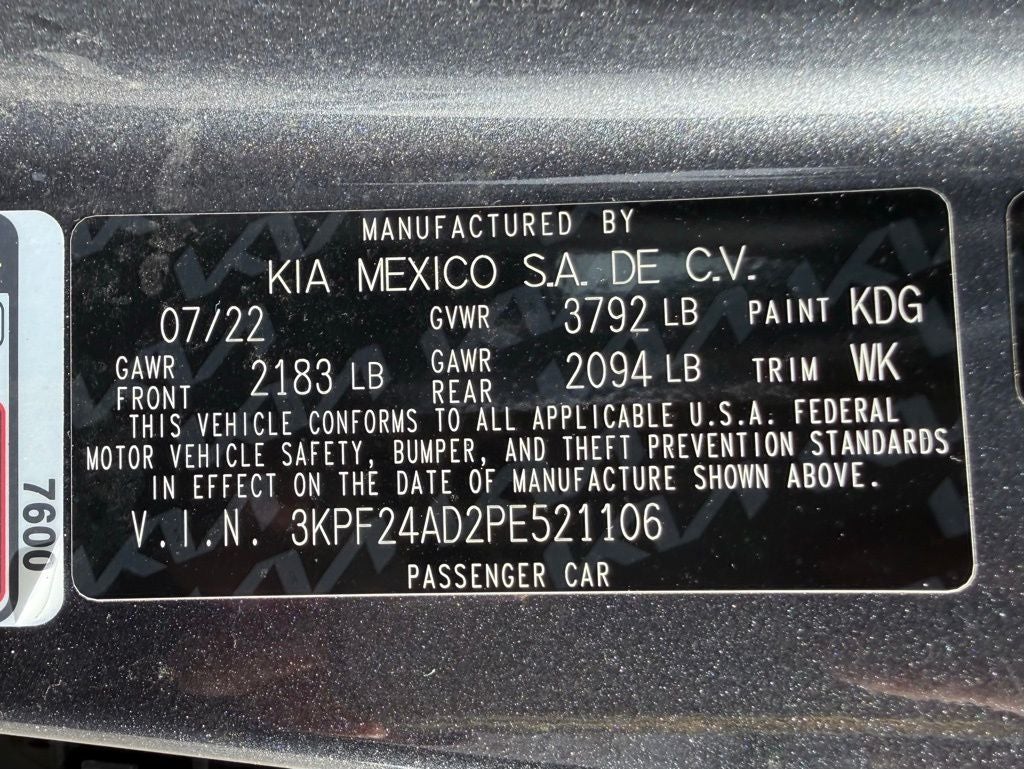 MANUFACTURED BY
KIA MEXICO S.A. DE C.V.
07/22 GVWR 3792 LB PAINT KDG
GAWR FRONT 2183 LB GAWR REAR 2094 LB TRIM WK
THIS VEHICLE CONFORMS TO ALL APPLICABLE U.S.A. FEDERAL
MOTOR VEHICLE SAFETY, BUMPER, AND THEFT PREVENTION STANDARDS
IN EFFECT ON THE DATE OF MANUFACTURE SHOWN ABOVE.
V.I.N. 3KPF24AD2PE521106
PASSENGER CAR
7600